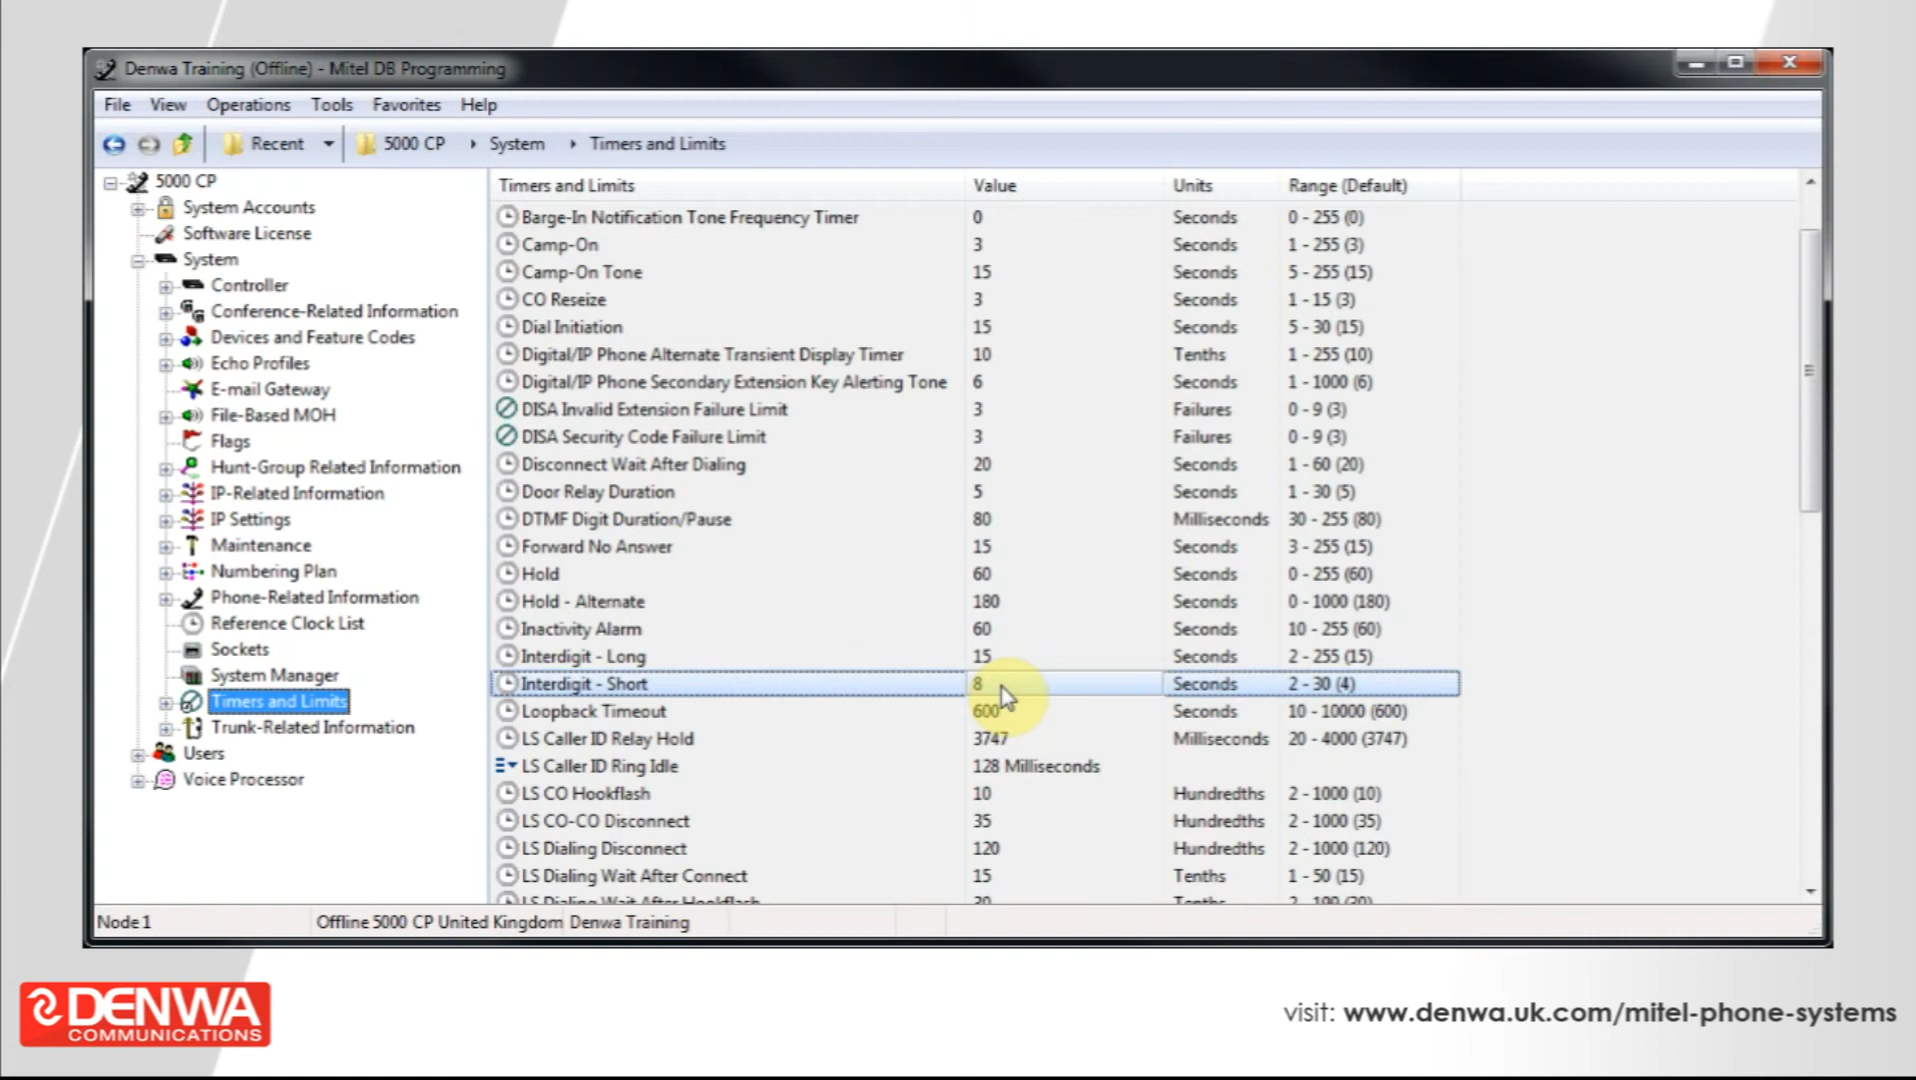 Denwa Training (Offline) - Mitel DB Programming
File View Operations Tools Favorites Help
Recent 5000 CP System Timers and Limits
5000 CP
System Accounts
Software License
System
Controller
Conference-Related Information
Devices and Feature Codes
Echo Profiles
E-mail Gateway
File-Based MOH
Flags
Hunt-Group Related Information
IP-Related Information
IP Settings
Maintenance
Numbering Plan
Phone-Related Information
Reference Clock List
Sockets
System Manager
Timers and Limits
Trunk-Related Information
Users
Voice Processor
Timers and Limits Value Units Range (Default)
Barge-In Notification Tone Frequency Timer 0 Seconds 0 - 255 (0)
Camp-On 3 Seconds 1 - 255 (3)
Camp-On Tone 15 Seconds 5 - 255 (15)
CO Reseize 3 Seconds 1 - 15 (3)
Dial Initiation 15 Seconds 5 - 30 (15)
Digital/IP Phone Alternate Transient Display Timer 10 Tenths 1 - 255 (10)
Digital/IP Phone Secondary Extension Key Alerting Tone 6 Seconds 1 - 1000 (6)
DISA Invalid Extension Failure Limit 3 Failures 0 - 9 (3)
DISA Security Code Failure Limit 3 Failures 0 - 9 (3)
Disconnect Wait After Dialing 20 Seconds 1 - 60 (20)
Door Relay Duration 5 Seconds 1 - 30 (5)
DTMF Digit Duration/Pause 80 Milliseconds 30 - 255 (80)
Forward No Answer 15 Seconds 3 - 255 (15)
Hold 60 Seconds 0 - 255 (60)
Hold - Alternate 180 Seconds 0 - 1000 (180)
Inactivity Alarm 60 Seconds 10 - 255 (60)
Interdigit - Long 15 Seconds 2 - 255 (15)
Interdigit - Short 8 Seconds 2 - 30 (4)
Loopback Timeout 600 Seconds 10 - 10000 (600)
LS Caller ID Relay Hold 3747 Milliseconds 20 - 4000 (3747)
LS Caller ID Ring Idle 128 Milliseconds
LS CO Hookflash 10 Hundredths 2 - 1000 (10)
LS CO-CO Disconnect 35 Hundredths 2 - 1000 (35)
LS Dialing Disconnect 120 Hundredths 2 - 1000 (120)
LS Dialing Wait After Connect 15 Tenths 1 - 50 (15)
LS Dialing Wait After Hookflash
Node 1 Offline 5000 CP United Kingdom Denwa Training
DENWA
COMMUNICATIONS
visit: www.denwa.uk.com/mitel-phone-systems